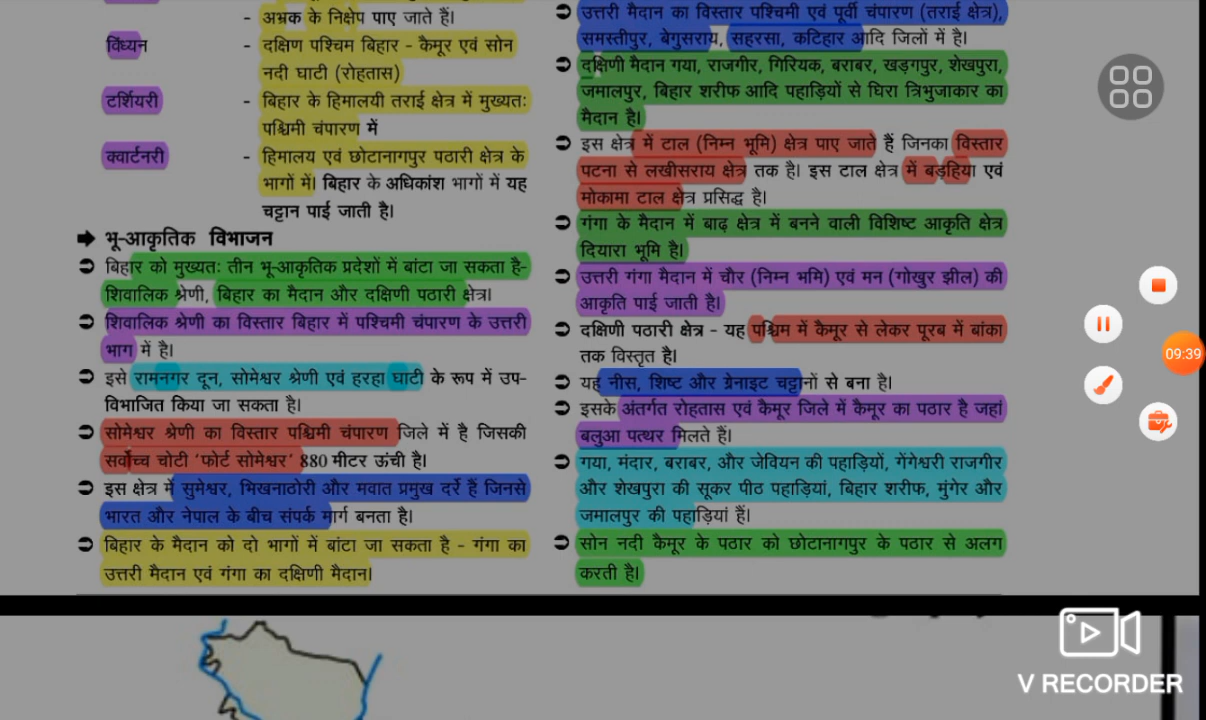 - अभ्रक के निक्षेप पाए जाते हैं।
विंध्यन - दक्षिण पश्चिम बिहार - कैमूर एवं सोन
नदी घाटी (रोहतास)
टर्शियरी - बिहार के हिमालयी तराई क्षेत्र में मुख्यतः
पश्चिमी चंपारण में
क्वार्टनरी - हिमालय एवं छोटानागपुर पठारी क्षेत्र के
भागों में। बिहार के अधिकांश भागों में यह
चट्टान पाई जाती है।
भू-आकृतिक विभाजन
बिहार को मुख्यतः तीन भू-आकृतिक प्रदेशों में बांटा जा सकता है-
शिवालिक श्रेणी, बिहार का मैदान और दक्षिणी पठारी क्षेत्र।
शिवालिक श्रेणी का विस्तार बिहार में पश्चिमी चंपारण के उत्तरी
भाग में है।
इसे रामनगर दून, सोमेश्वर श्रेणी एवं हरहा घाटी के रूप में उप-
विभाजित किया जा सकता है।
सोमेश्वर श्रेणी का विस्तार पश्चिमी चंपारण जिले में है जिसकी
सर्वोच्च चोटी ‘फोर्ट सोमेश्वर’ 880 मीटर ऊंची है।
इस क्षेत्र में सुमेश्वर, भिखनाठोरी और मवात प्रमुख दर्रे हैं जिनसे
भारत और नेपाल के बीच संपर्क मार्ग बनता है।
बिहार के मैदान को दो भागों में बांटा जा सकता है - गंगा का
उत्तरी मैदान एवं गंगा का दक्षिणी मैदान।
उत्तरी मैदान का विस्तार पश्चिमी एवं पूर्वी चंपारण (तराई क्षेत्र),
समस्तीपुर, बेगुसराय, सहरसा, कटिहार आदि जिलों में है।
दक्षिणी मैदान गया, राजगीर, गिरियक, बराबर, खड़गपुर, शेखपुरा,
जमालपुर, बिहार शरीफ आदि पहाड़ियों से घिरा त्रिभुजाकार का
मैदान है।
इस क्षेत्र में टाल (निम्न भूमि) क्षेत्र पाए जाते हैं जिनका विस्तार
पटना से लखीसराय क्षेत्र तक है। इस टाल क्षेत्र में बड़हिया एवं
मोकामा टाल क्षेत्र प्रसिद्ध है।
गंगा के मैदान में बाढ़ क्षेत्र में बनने वाली विशिष्ट आकृति क्षेत्र
दियारा भूमि है।
उत्तरी गंगा मैदान में चौर (निम्न भमि) एवं मन (गोखुर झील) की
आकृति पाई जाती है।
दक्षिणी पठारी क्षेत्र - यह पश्चिम में कैमूर से लेकर पूरब में बांका
तक विस्तृत है।
यह नीस, शिष्ट और ग्रेनाइट चट्टानों से बना है।
इसके अंतर्गत रोहतास एवं कैमूर जिले में कैमूर का पठार है जहां
बलुआ पत्थर मिलते हैं।
गया, मंदार, बराबर, और जेवियन की पहाड़ियों, गेंगेश्वरी राजगीर
और शेखपुरा की सूकर पीठ पहाड़ियां, बिहार शरीफ, मुंगेर और
जमालपुर की पहाड़ियां हैं।
सोन नदी कैमूर के पठार को छोटानागपुर के पठार से अलग
करती है।
09:39
V RECORDER